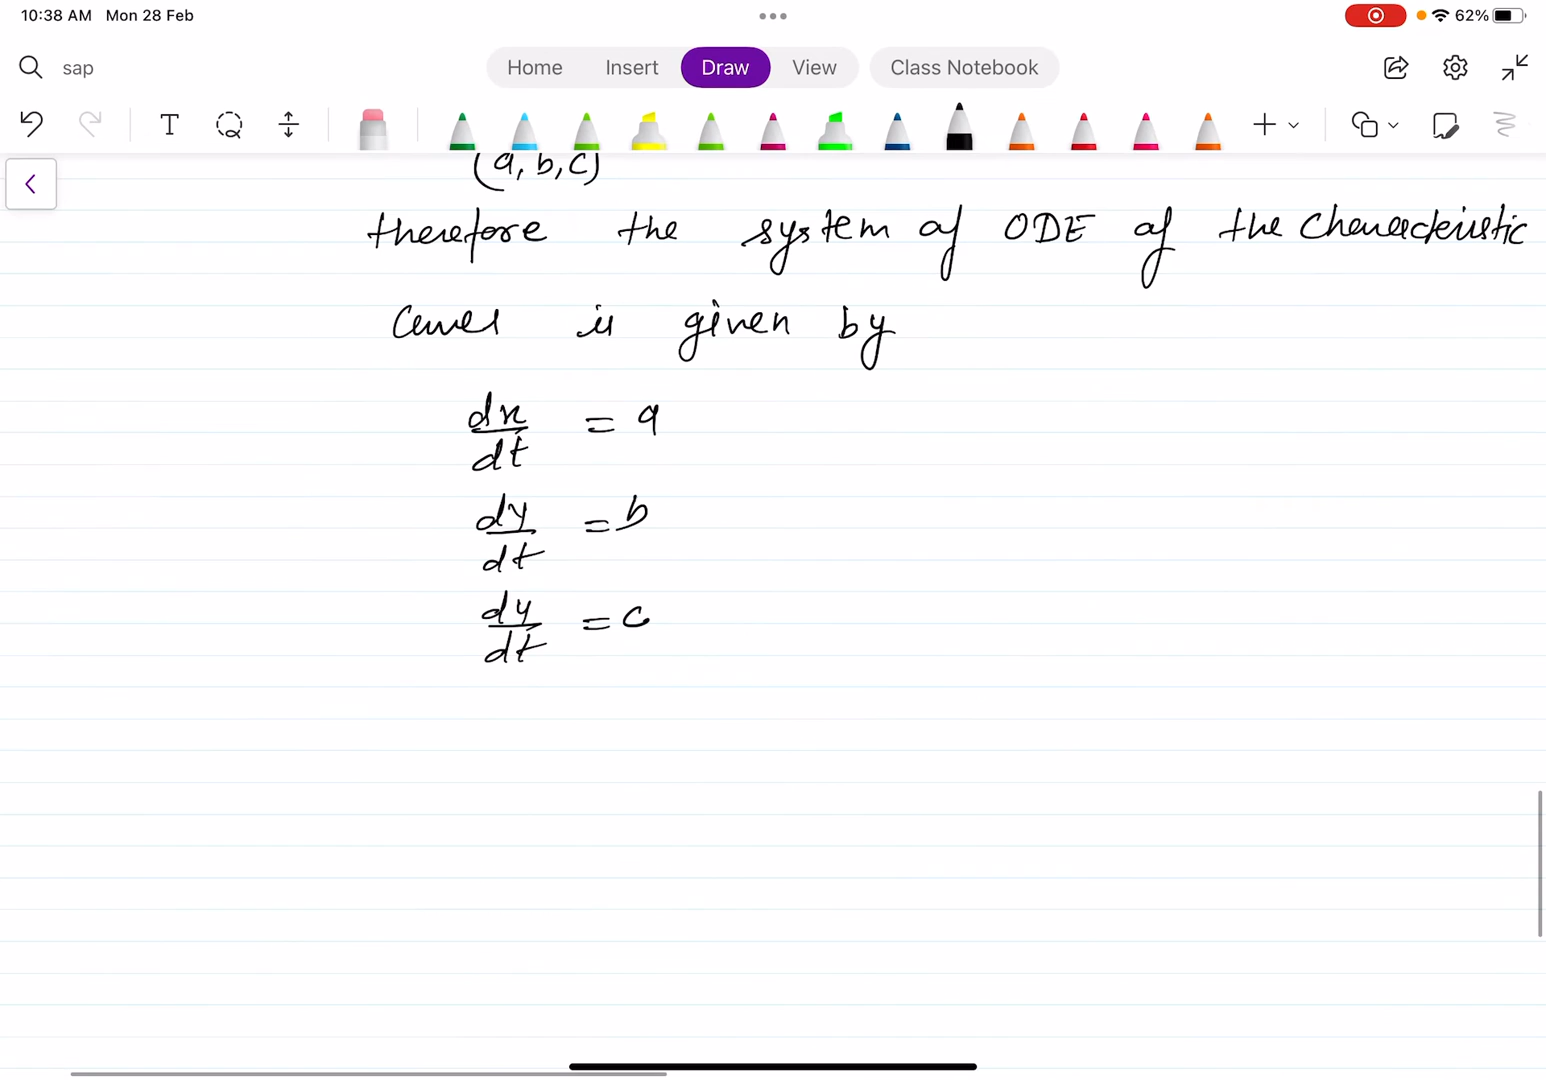 10:38 AM Mon 28 Feb
62%
sap
Home Insert Draw View Class Notebook
T
(a, b, c)
therefore the system of ODE of the Characteristic
Curves is given by
dx/dt = a
dy/dt = b
dy/dt = c